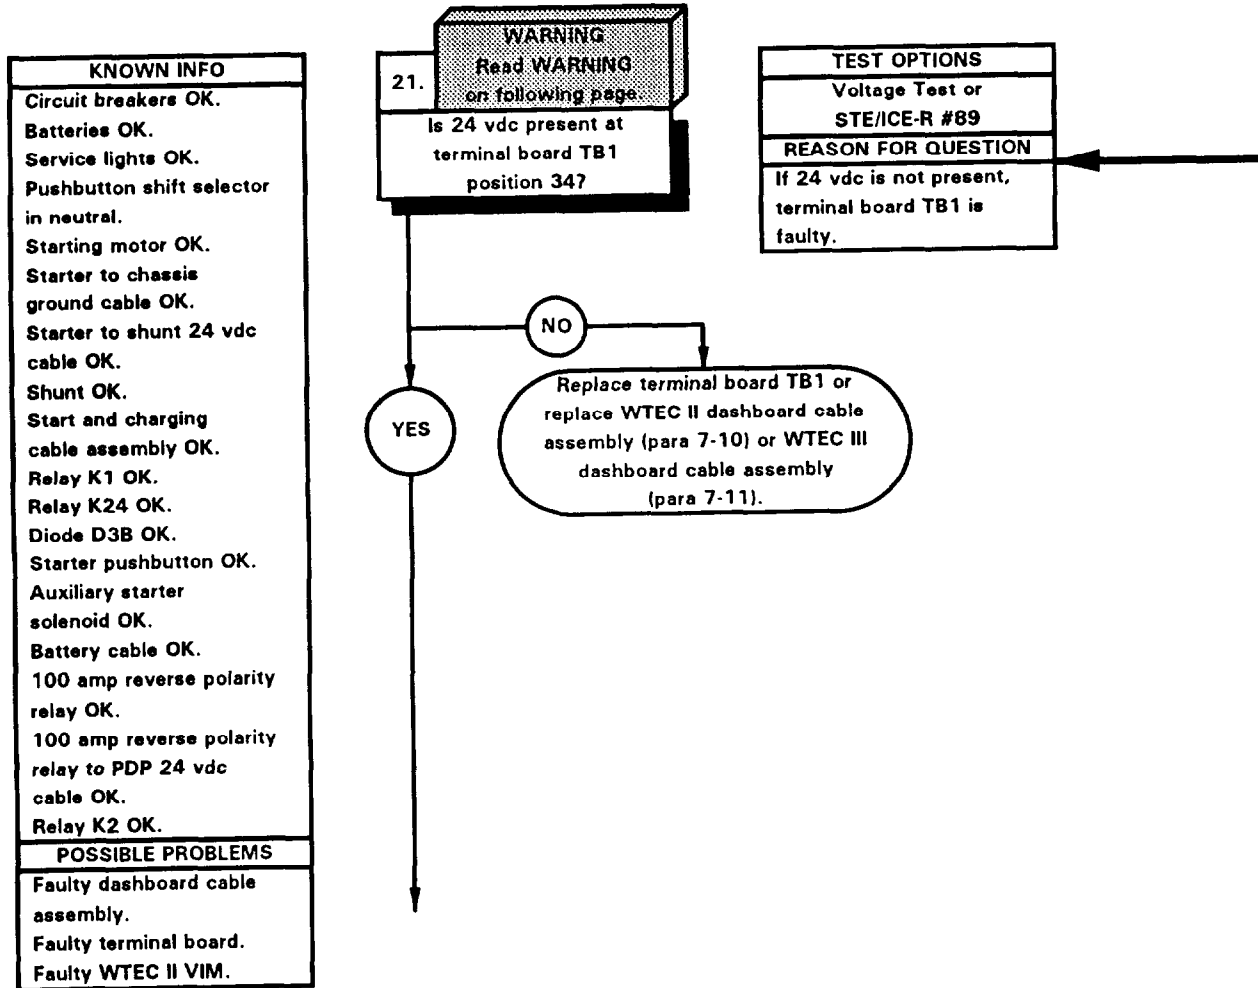 KNOWN INFO
Circuit breakers OK.
Batteries OK.
Service lights OK.
Pushbutton shift selector
in neutral.
Starting motor OK.
Starter to chassis
ground cable OK.
Starter to shunt 24 vdc
cable OK.
Shunt OK.
Start and charging
cable assembly OK.
Relay K1 OK.
Relay K24 OK.
Diode D3B OK.
Starter pushbutton OK.
Auxiliary starter
solenoid OK.
Battery cable OK.
100 amp reverse polarity
relay OK.
100 amp reverse polarity
relay to PDP 24 vdc
cable OK.
Relay K2 OK.
POSSIBLE PROBLEMS
Faulty dashboard cable
assembly.
Faulty terminal board.
Faulty WTEC II VIM.
WARNING
Read WARNING
on following page.
21.
Is 24 vdc present at
terminal board TB1
position 34?
NO
YES
Replace terminal board TB1 or
replace WTEC II dashboard cable
assembly (para 7-10) or WTEC III
dashboard cable assembly
(para 7-11).
TEST OPTIONS
Voltage Test or
STE/ICE-R #89
REASON FOR QUESTION
If 24 vdc is not present,
terminal board TB1 is
faulty.